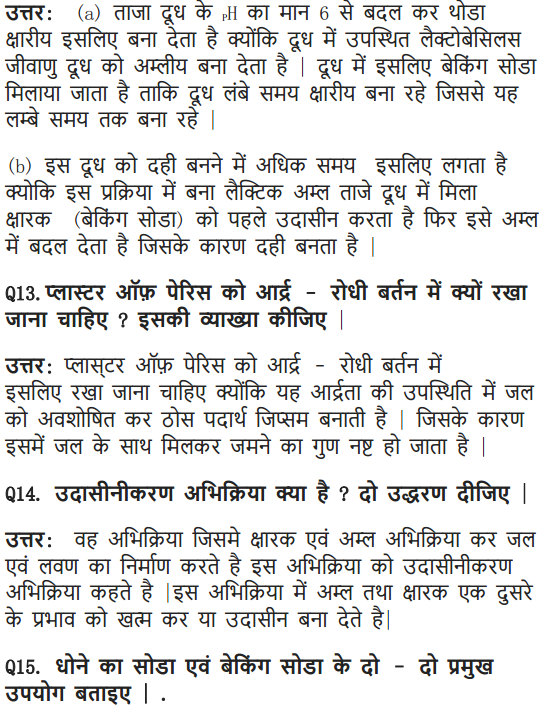 उत्तर: (a) ताजा दूध के pH का मान 6 से बदल कर थोडा
क्षारीय इसलिए बना देता है क्योंकि दूध में उपस्थित लैक्टोबेसिलस
जीवाणु दूध को अम्लीय बना देता है | दूध में इसलिए बेकिंग सोडा
मिलाया जाता है ताकि दूध लंबे समय क्षारीय बना रहे जिससे यह
लम्बे समय तक बना रहे |
(b) इस दूध को दही बनने में अधिक समय इसलिए लगता है
क्योकि इस प्रक्रिया में बना लैक्टिक अम्ल ताजे दूध में मिला
क्षारक (बेकिंग सोडा) को पहले उदासीन करता है फिर इसे अम्ल
में बदल देता है जिसके कारण दही बनता है |
Q13. प्लास्टर ऑफ़ पेरिस को आर्द्र - रोधी बर्तन में क्यों रखा
जाना चाहिए ? इसकी व्याख्या कीजिए |
उत्तर: प्लास्टर ऑफ़ पेरिस को आर्द्र - रोधी बर्तन में
इसलिए रखा जाना चाहिए क्योंकि यह आर्द्रता की उपस्थिति में जल
को अवशोषित कर ठोस पदार्थ जिप्सम बनाती है | जिसके कारण
इसमें जल के साथ मिलकर जमने का गुण नष्ट हो जाता है |
Q14. उदासीनीकरण अभिक्रिया क्या है ? दो उद्धरण दीजिए |
उत्तर: वह अभिक्रिया जिसमे क्षारक एवं अम्ल अभिक्रिया कर जल
एवं लवण का निर्माण करते है इस अभिक्रिया को उदासीनीकरण
अभिक्रिया कहते है |इस अभिक्रिया में अम्ल तथा क्षारक एक दुसरे
के प्रभाव को खत्म कर या उदासीन बना देते है|
Q15. धोने का सोडा एवं बेकिंग सोडा के दो - दो प्रमुख
उपयोग बताइए | .